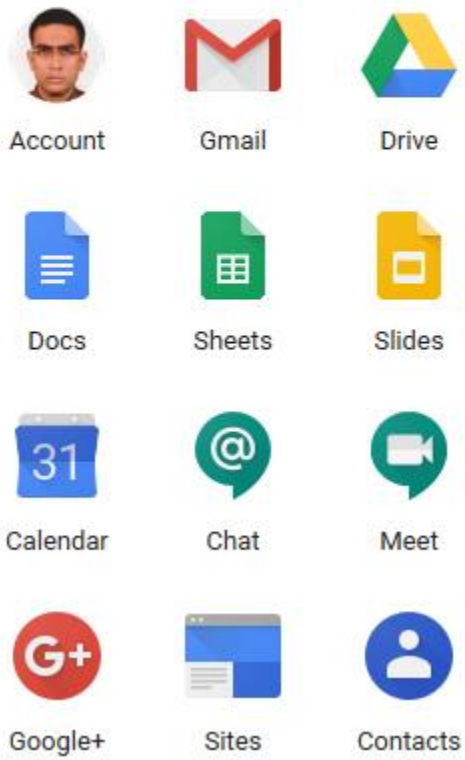 Account Gmail Drive
Docs Sheets Slides
31
@
Calendar Chat Meet
G+
Google+ Sites Contacts